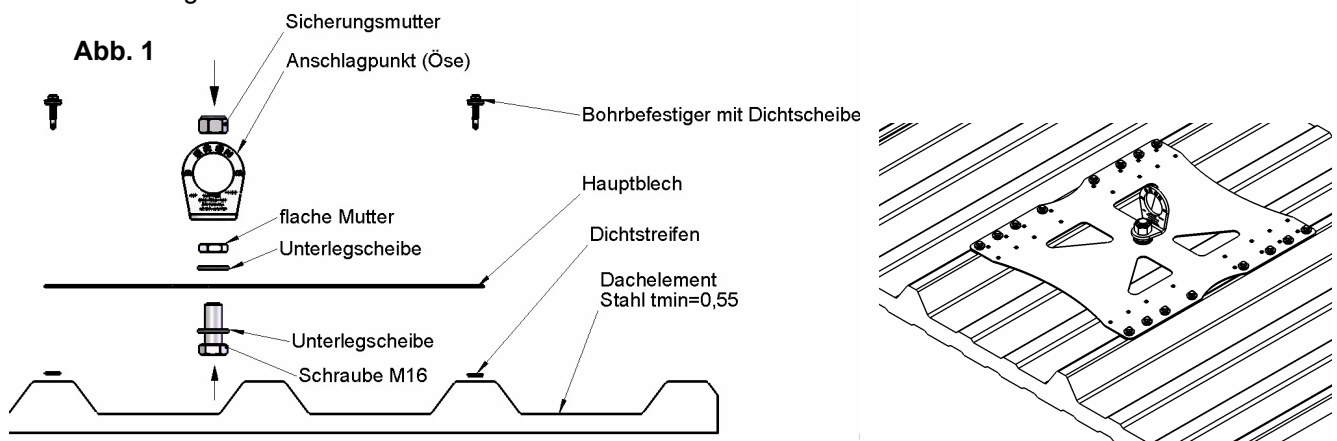 Sicherungsmutter
Abb. 1
Anschlagpunkt (Öse)
Bohrbefestiger mit Dichtscheibe
Hauptblech
flache Mutter
Dichtstreifen
Unterlegscheibe
Dachelement
Stahl tmin=0,55
Unterlegscheibe
Schraube M16